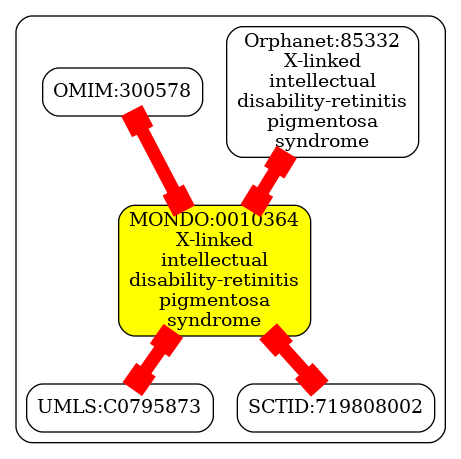 OMIM:300578
Orphanet:85332
X-linked
intellectual
disability-retinitis
pigmentosa
syndrome
MONDO:0010364
X-linked
intellectual
disability-retinitis
pigmentosa
syndrome
UMLS:C0795873
SCTID:719808002